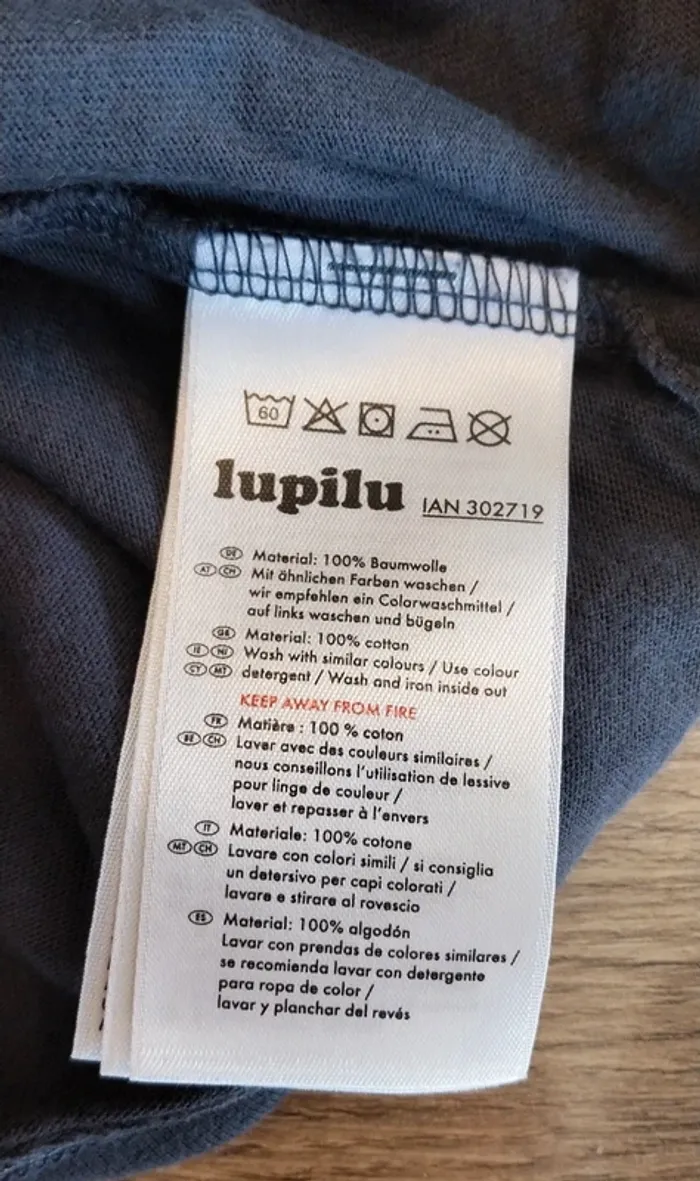 60
lupilu IAN 302719
DE Material: 100% Baumwolle
AT CH Mit ähnlichen Farben waschen /
wir empfehlen ein Colorwaschmittel /
auf links waschen und bügeln
GB Material: 100% cotton
IE NI Wash with similar colours / Use colour
CY MT detergent / Wash and iron inside out
KEEP AWAY FROM FIRE
FR Matière : 100 % coton
BE CH Laver avec des couleurs similaires /
nous conseillons l'utilisation de lessive
pour linge de couleur /
laver et repasser à l'envers
IT Materiale: 100% cotone
MT CH Lavare con colori simili / si consiglia
un detersivo per capi colorati /
lavare e stirare al rovescio
ES Material: 100% algodón
Lavar con prendas de colores similares /
se recomienda lavar con detergente
para ropa de color /
lavar y planchar del revés